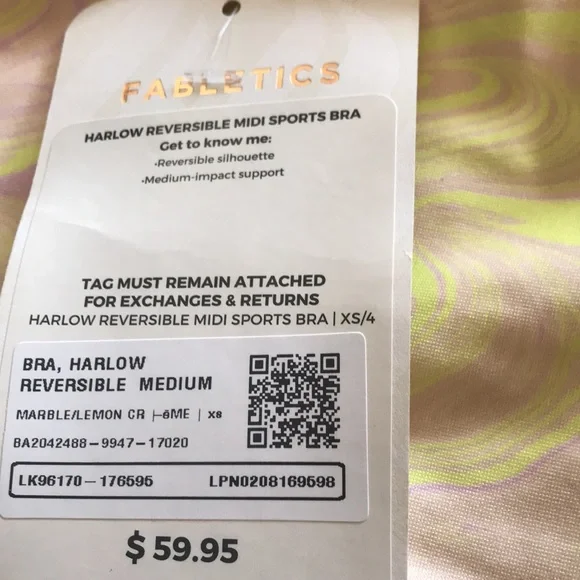 FABLETICS
HARLOW REVERSIBLE MIDI SPORTS BRA
Get to know me:
•Reversible silhouette
•Medium-impact support
TAG MUST REMAIN ATTACHED
FOR EXCHANGES & RETURNS
HARLOW REVERSIBLE MIDI SPORTS BRA | XS/4
BRA, HARLOW
REVERSIBLE MEDIUM
MARBLE/LEMON CR | | XS
BA2042488-9947-17020
LK96170-176595 LPN0208169598
$ 59.95